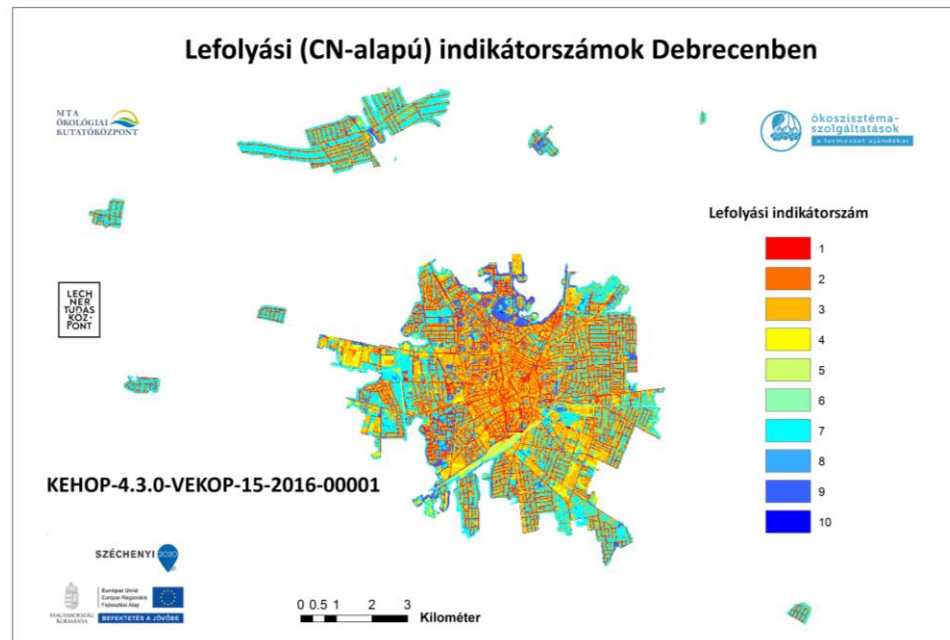 Lefolyási (CN-alapú) indikátorszámok Debrecenben
MTA
ÖKOLÓGIAI
KUTATÓKÖZPONT
ökoszisztéma-
szolgáltatások
a természet ajándékai
Lefolyási indikátorszám
1
2
3
4
5
6
7
8
9
10
LECH
NER
TUDÁS
KÖZ-
PONT
KEHOP-4.3.0-VEKOP-15-2016-00001
SZÉCHENYI 2020
MAGYARORSZÁG
KORMÁNYA
Európai Unió
Európai Regionális
Fejlesztési Alap
BEFEKTETÉS A JÖVŐBE
0 0.5 1 2 3
Kilométer